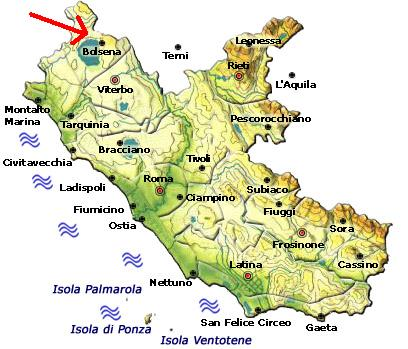 Leonessa
Bolsena
Terni
Rieti
L'Aquila
Viterbo
Montalto
Marina
Pescorocchiano
Tarquinia
Bracciano
Civitavecchia
Tivoli
Ladispoli
Roma
Subiaco
Ciampino
Fiumicino
Fiuggi
Ostia
Sora
Frosinone
Cassino
Latina
Nettuno
Isola Palmarola
San Felice Circeo
Gaeta
Isola di Ponza
Isola Ventotene